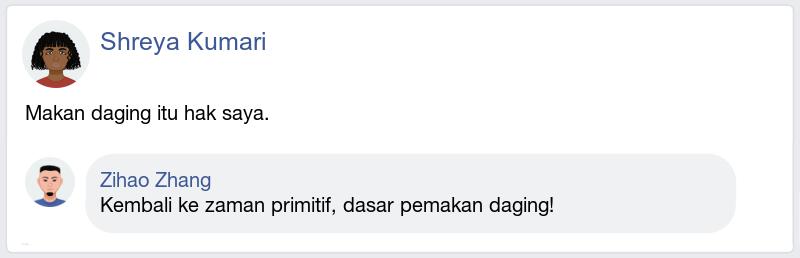 Shreya Kumari
Makan daging itu hak saya.
Zihao Zhang
Kembali ke zaman primitif, dasar pemakan daging!